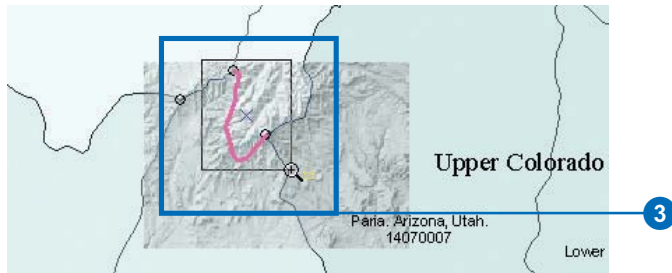 Upper Colorado
Paria. Arizona, Utah.
14070007
3
Lower